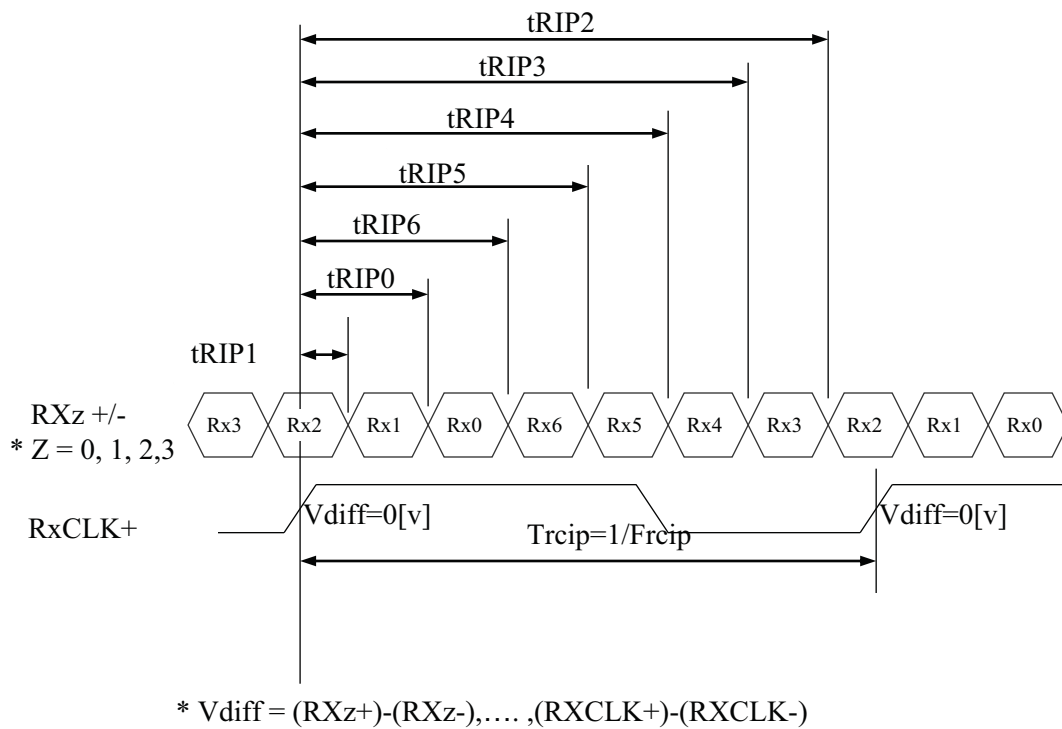 tRIP2
tRIP3
tRIP4
tRIP5
tRIP6
tRIP0
tRIP1
RXz +/-
* Z = 0, 1, 2,3
Rx3 Rx2 Rx1 Rx0 Rx6 Rx5 Rx4 Rx3 Rx2 Rx1 Rx0
RxCLK+
Vdiff=0[v]
Trcip=1/Frcip
Vdiff=0[v]
* Vdiff = (RXz+)-(RXz-),…. ,(RXCLK+)-(RXCLK-)